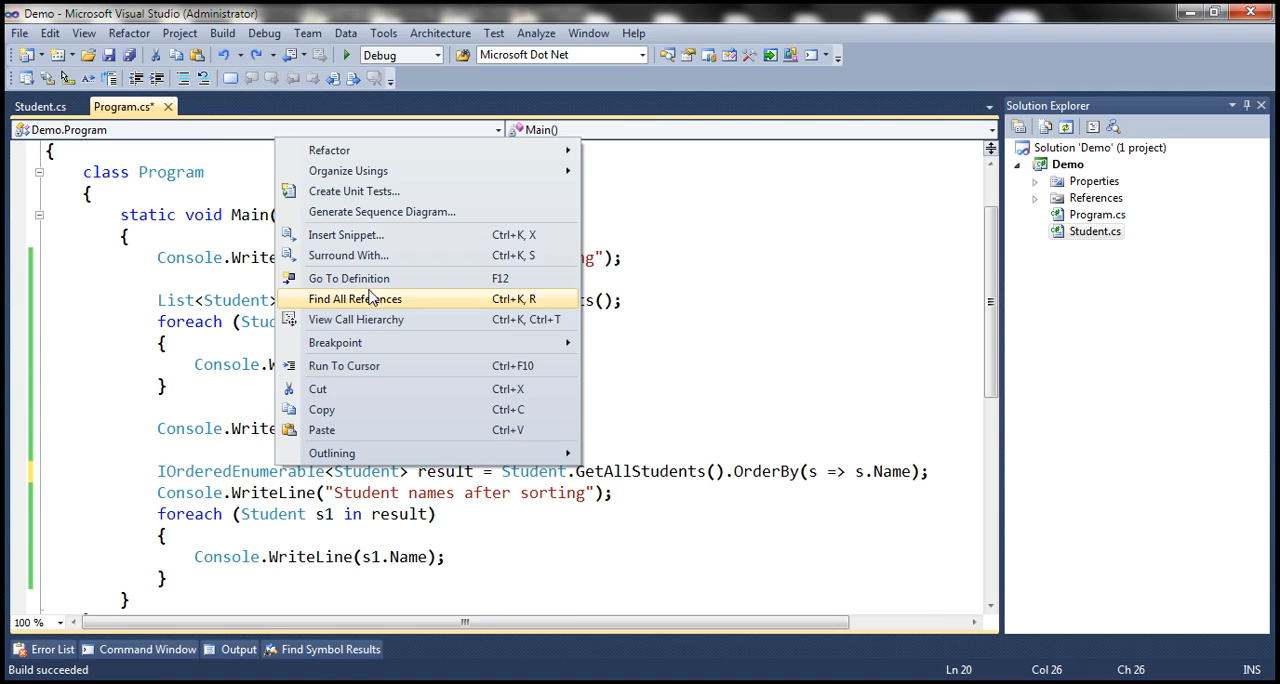 Demo - Microsoft Visual Studio (Administrator)
File Edit View Refactor Project Build Debug Team Data Tools Architecture Test Analyze Window Help
Debug Microsoft Dot Net
Student.cs Program.cs*
Demo.Program Main()
{
class Program
{
static void Main(
{
Console.Write ng");
List<Student> ts();
foreach (Stu
{
Console.W
}
Console.Write
IOrderedEnumerable<Student> result = Student.GetAllStudents().OrderBy(s => s.Name);
Console.WriteLine("Student names after sorting");
foreach (Student s1 in result)
{
Console.WriteLine(s1.Name);
}
}
Refactor
Organize Usings
Create Unit Tests...
Generate Sequence Diagram...
Insert Snippet... Ctrl+K, X
Surround With... Ctrl+K, S
Go To Definition F12
Find All References Ctrl+K, R
View Call Hierarchy Ctrl+K, Ctrl+T
Breakpoint
Run To Cursor Ctrl+F10
Cut Ctrl+X
Copy Ctrl+C
Paste Ctrl+V
Outlining
Solution Explorer
Solution 'Demo' (1 project)
Demo
Properties
References
Program.cs
Student.cs
100 %
Error List Command Window Output Find Symbol Results
Build succeeded Ln 20 Col 26 Ch 26 INS